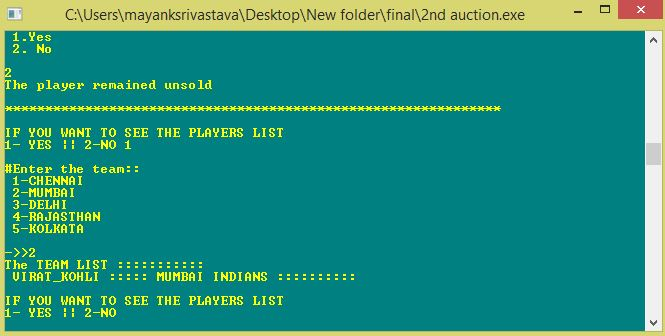 C:\Users\mayanksrivastava\Desktop\New folder\final\2nd auction.exe
1.Yes
2. No
2
The player remained unsold
**************************************************************
IF YOU WANT TO SEE THE PLAYERS LIST
1- YES || 2-NO 1
#Enter the team::
1-CHENNAI
2-MUMBAI
3-DELHI
4-RAJASTHAN
5-KOLKATA
->>2
The TEAM LIST :::::::::::
VIRAT_KOHLI ::::: MUMBAI INDIANS ::::::::::
IF YOU WANT TO SEE THE PLAYERS LIST
1- YES || 2-NO